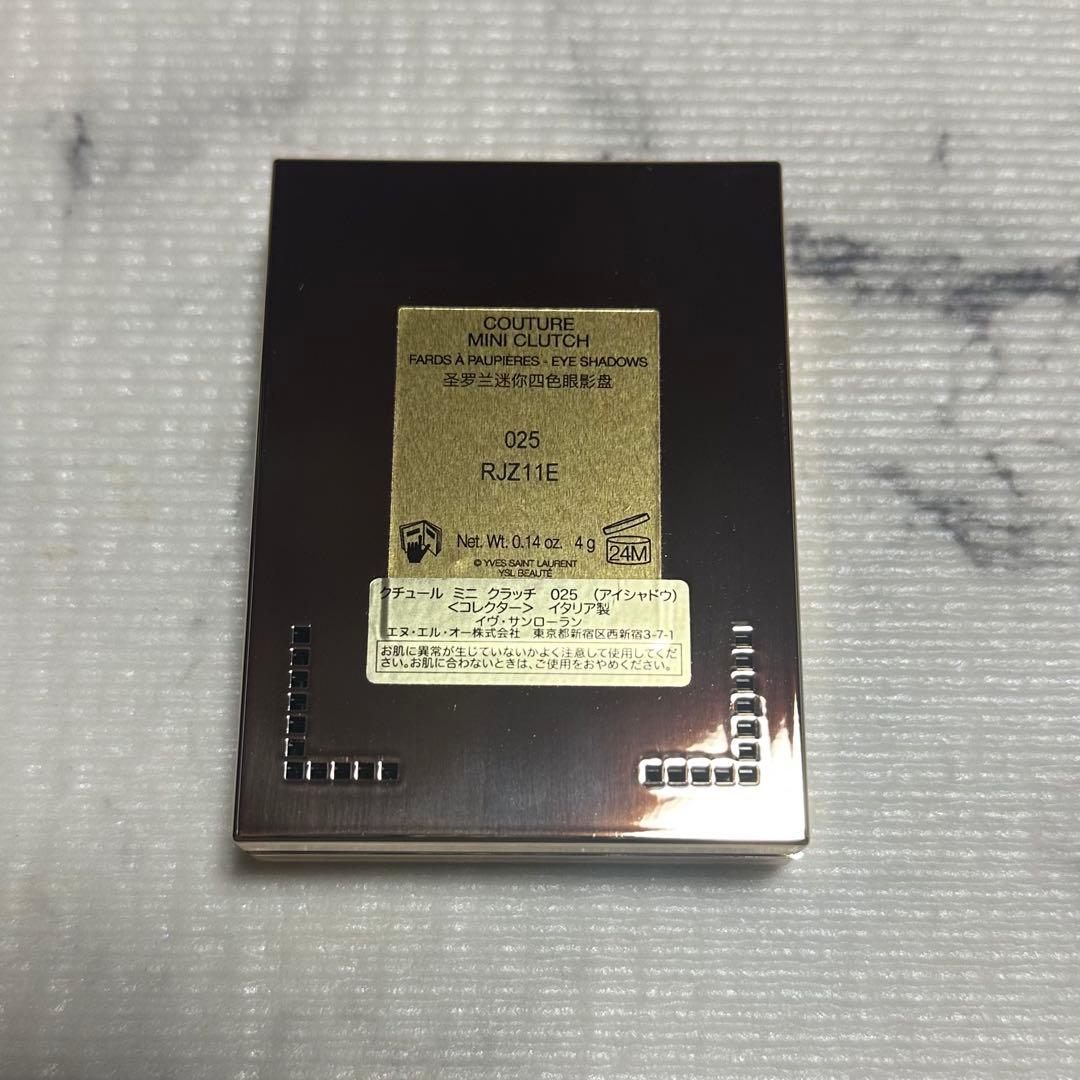 COUTURE
MINI CLUTCH
FARDS À PAUPIÈRES - EYE SHADOWS
圣罗兰迷你四色眼影盘
025
RJZ11E
Net. Wt. 0.14 oz. 4 g
24M
© YVES SAINT LAURENT
YSL BEAUTÉ
クチュール ミニ クラッチ 025 (アイシャドウ)
<コレクター> イタリア製
イヴ・サンローラン
エヌ・エル・オー株式会社 東京都新宿区西新宿3-7-1
お肌に異常が生じていないかよく注意して使用してくだ
さい。お肌に合わないときは、ご使用をおやめください。